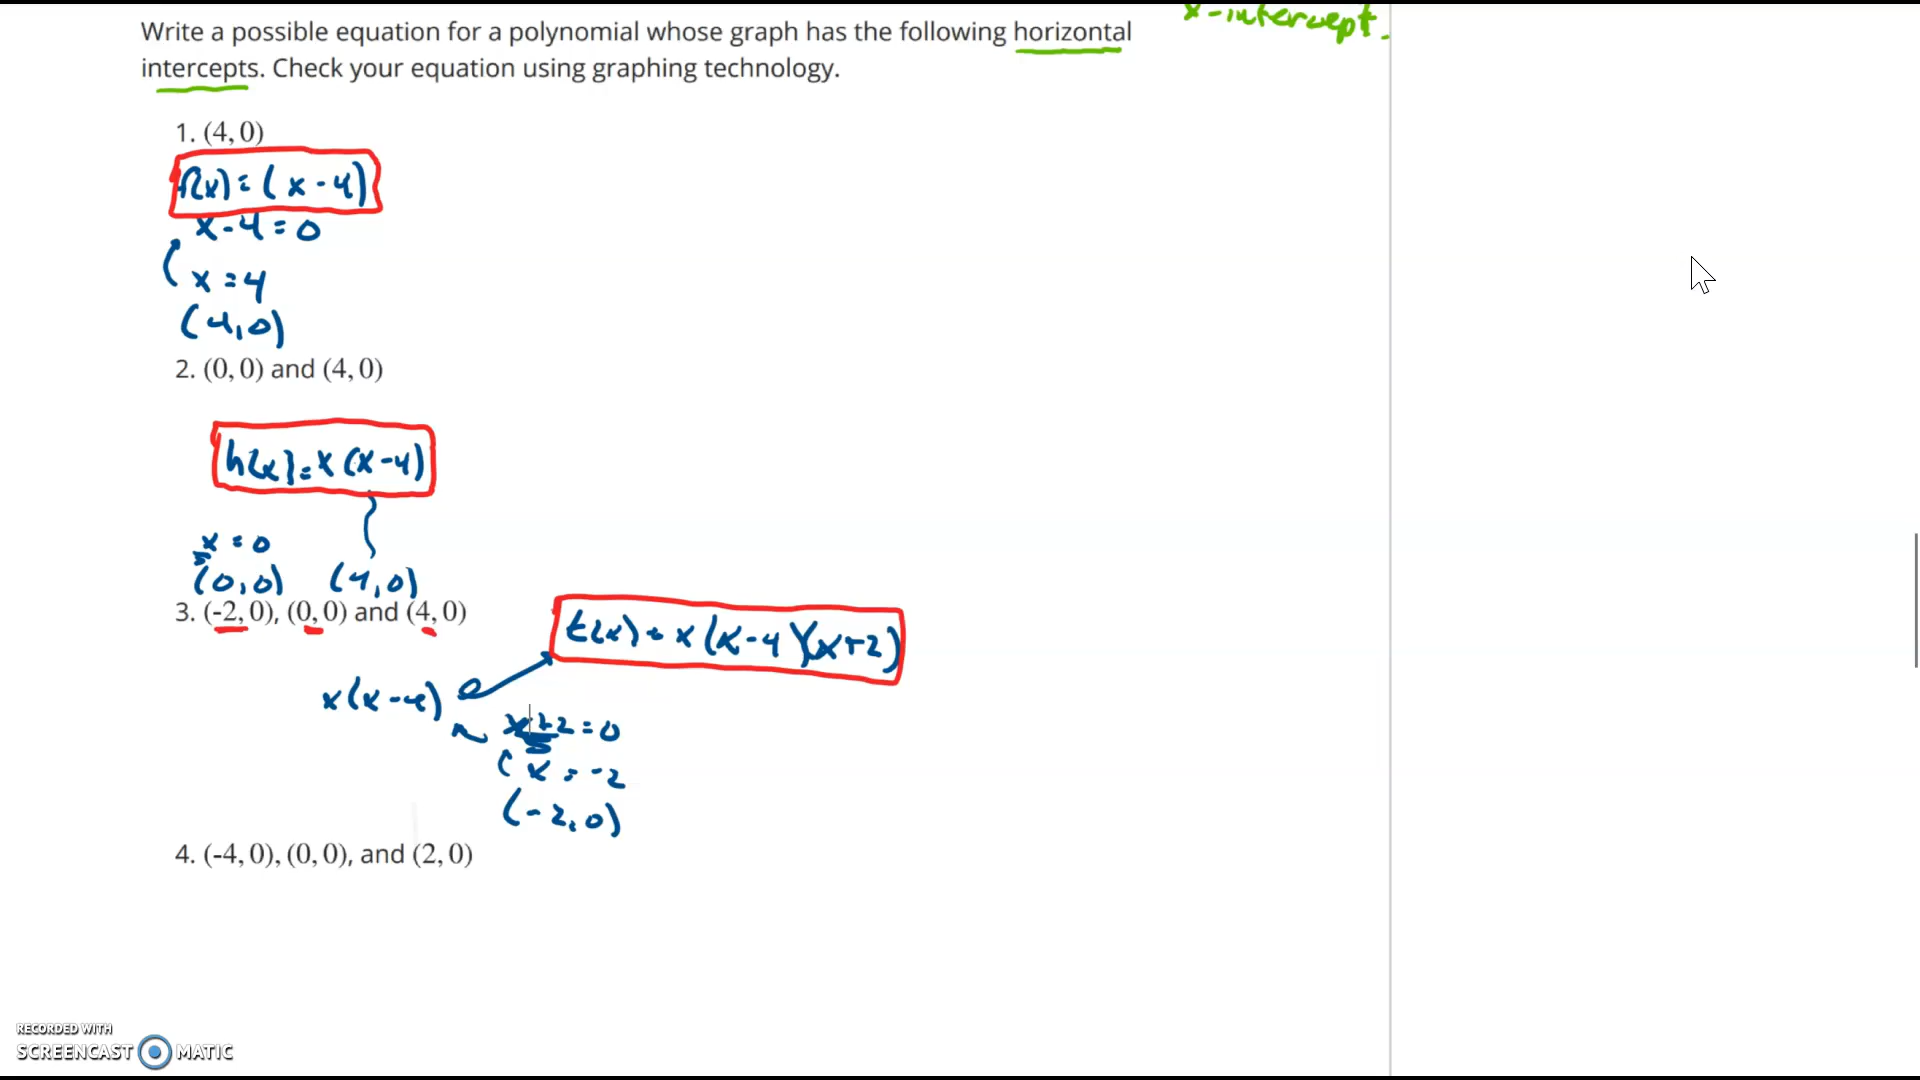 x-intercept.
Write a possible equation for a polynomial whose graph has the following horizontal
intercepts. Check your equation using graphing technology.
1. (4, 0)
f(x) = (x-4)
x-4=0
x=4
(4,0)
2. (0, 0) and (4, 0)
h(x)=x(x-4)
x=0
(0,0) (4,0)
3. (-2, 0), (0, 0) and (4, 0)
t(x)=x(x-4)(x+2)
x(x-4)
x+2=0
x=-2
(-2,0)
4. (-4, 0), (0, 0), and (2, 0)
RECORDED WITH
SCREENCAST MATIC